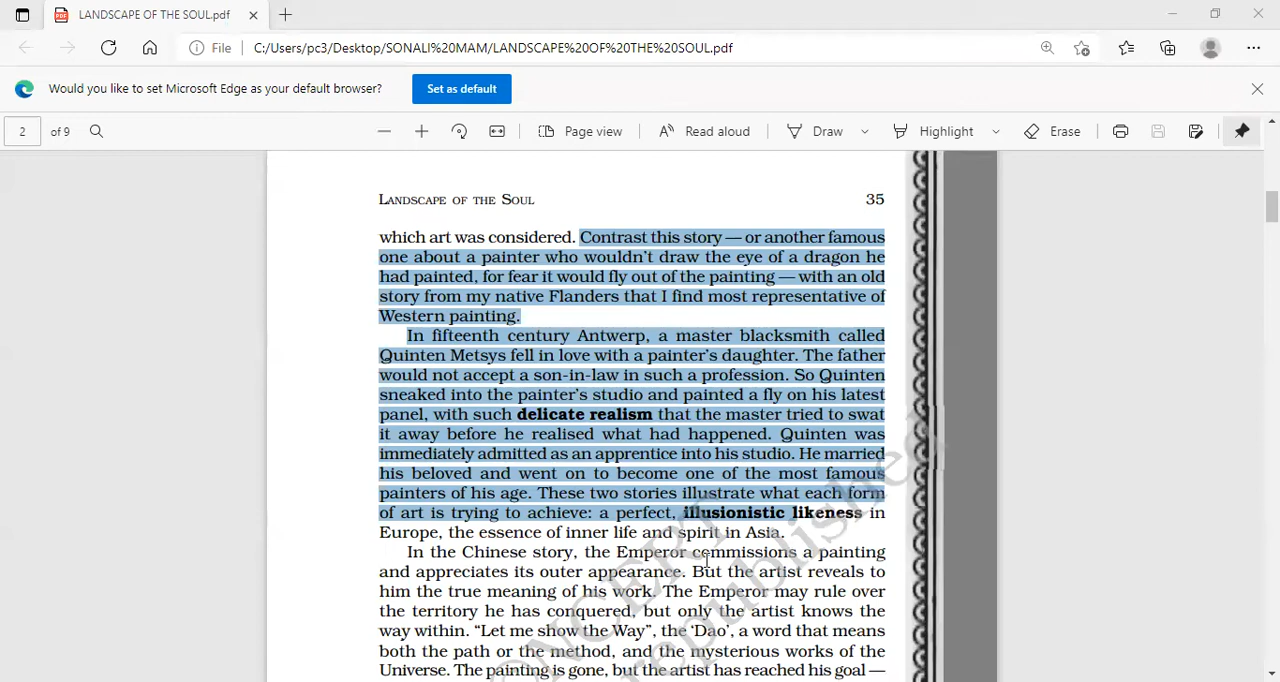 LANDSCAPE OF THE SOUL.pdf
File
C:/Users/pc3/Desktop/SONALI%20MAM/LANDSCAPE%20OF%20THE%20SOUL.pdf
Would you like to set Microsoft Edge as your default browser?
Set as default
2 of 9
Page view
Read aloud
Draw
Highlight
Erase
LANDSCAPE OF THE SOUL 35
which art was considered. Contrast this story — or another famous
one about a painter who wouldn't draw the eye of a dragon he
had painted, for fear it would fly out of the painting — with an old
story from my native Flanders that I find most representative of
Western painting.
In fifteenth century Antwerp, a master blacksmith called
Quinten Metsys fell in love with a painter's daughter. The father
would not accept a son-in-law in such a profession. So Quinten
sneaked into the painter's studio and painted a fly on his latest
panel, with such delicate realism that the master tried to swat
it away before he realised what had happened. Quinten was
immediately admitted as an apprentice into his studio. He married
his beloved and went on to become one of the most famous
painters of his age. These two stories illustrate what each form
of art is trying to achieve: a perfect, illusionistic likeness in
Europe, the essence of inner life and spirit in Asia.
In the Chinese story, the Emperor commissions a painting
and appreciates its outer appearance. But the artist reveals to
him the true meaning of his work. The Emperor may rule over
the territory he has conquered, but only the artist knows the
way within. “Let me show the Way”, the ‘Dao’, a word that means
both the path or the method, and the mysterious works of the
Universe. The painting is gone, but the artist has reached his goal —
NCERT
republished